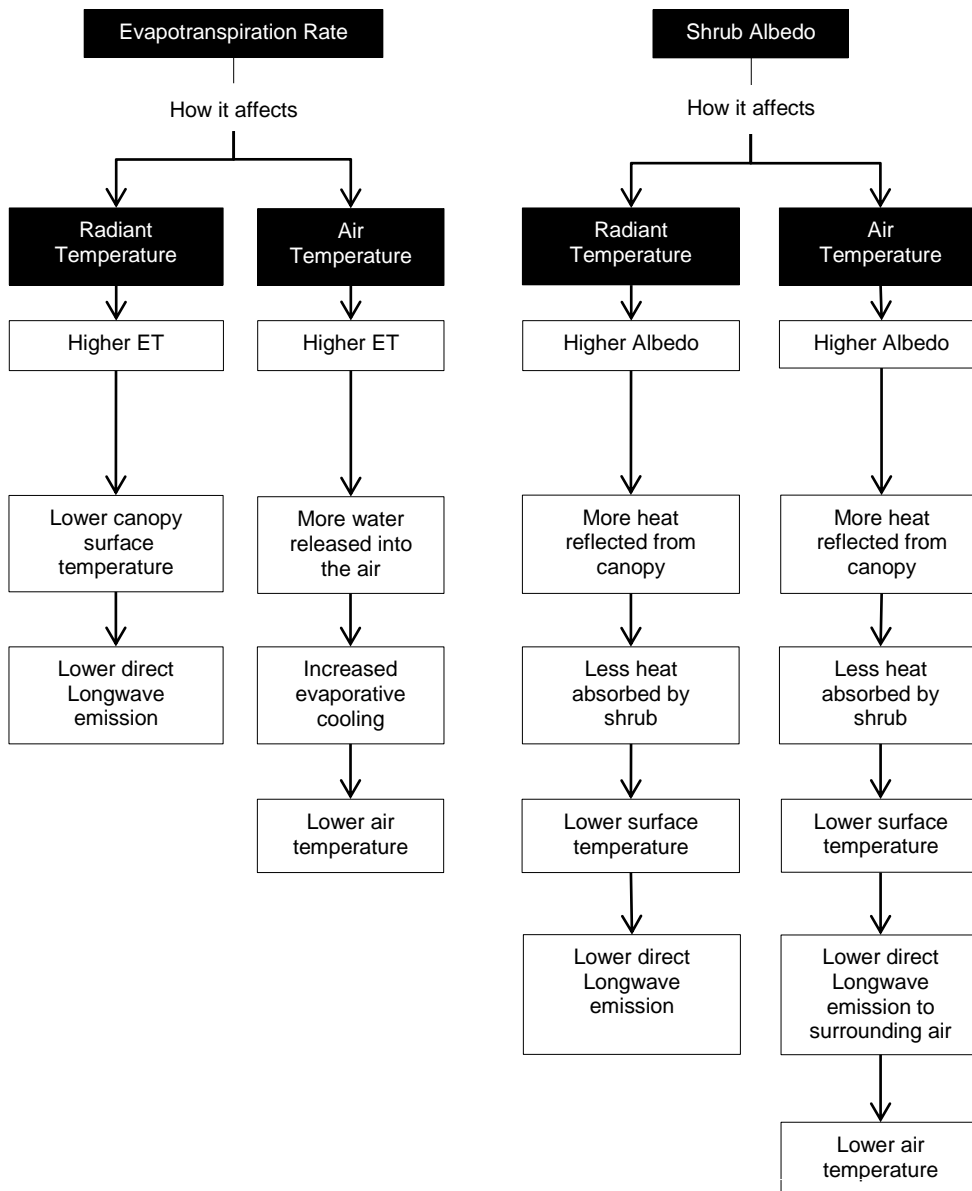 Evapotranspiration Rate
How it affects
Radiant
Temperature
Higher ET
Lower canopy
surface
temperature
Lower direct
Longwave
emission
Air
Temperature
Higher ET
More water
released into
the air
Increased
evaporative
cooling
Lower air
temperature
Shrub Albedo
How it affects
Radiant
Temperature
Higher Albedo
More heat
reflected from
canopy
Less heat
absorbed by
shrub
Lower surface
temperature
Lower direct
Longwave
emission
Air
Temperature
Higher Albedo
More heat
reflected from
canopy
Less heat
absorbed by
shrub
Lower surface
temperature
Lower direct
Longwave
emission to
surrounding air
Lower air
temperature